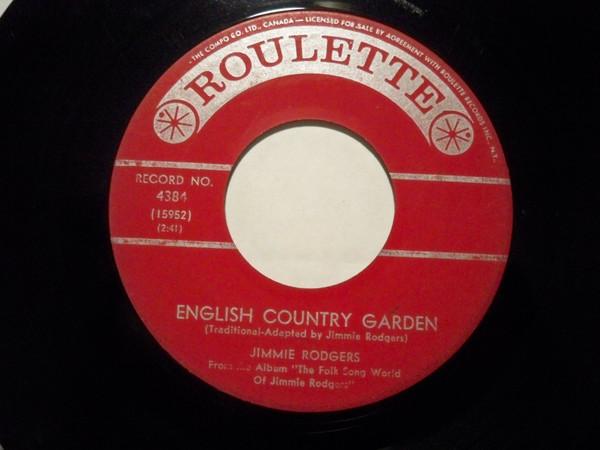 - THE COMPO CO. LTD., CANADA — LICENSED FOR SALE BY AGREEMENT WITH ROULETTE RECORDS INC., N.Y.
ROULETTE
RECORD NO.
4384
(15952)
(2:41)
ENGLISH COUNTRY GARDEN
(Traditional-Adapted by Jimmie Rodgers)
JIMMIE RODGERS
From the Album "The Folk Song World
Of Jimmie Rodgers"